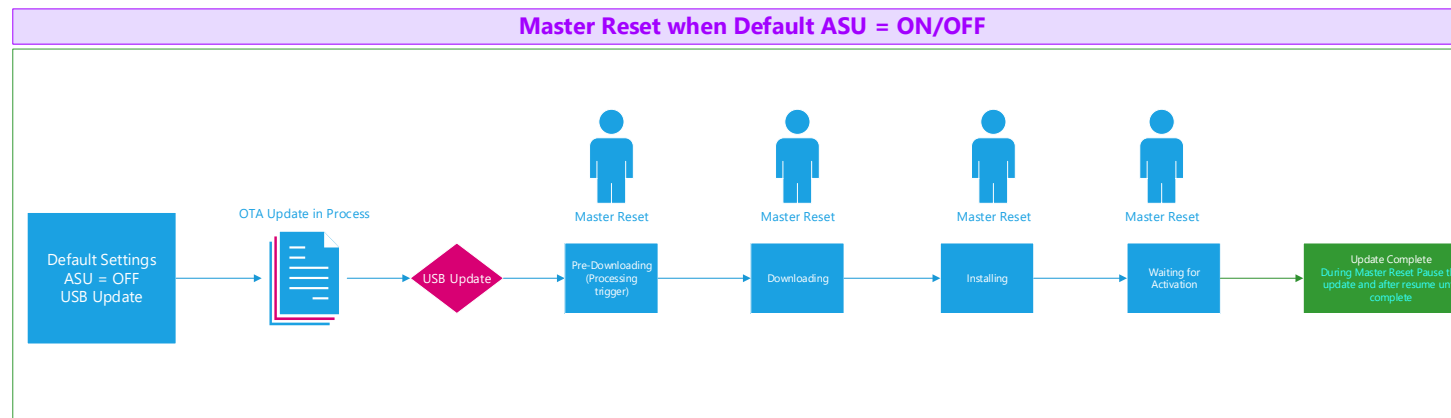 Master Reset when Default ASU = ON/OFF
Master Reset
Master Reset
Master Reset
Master Reset
OTA Update in Process
Default Settings
ASU = OFF
USB Update
USB Update
Pre-Downloading
(Processing
trigger)
Downloading
Installing
Waiting for
Activation
Update Complete
During Master Reset Pause
update and after resume
complete